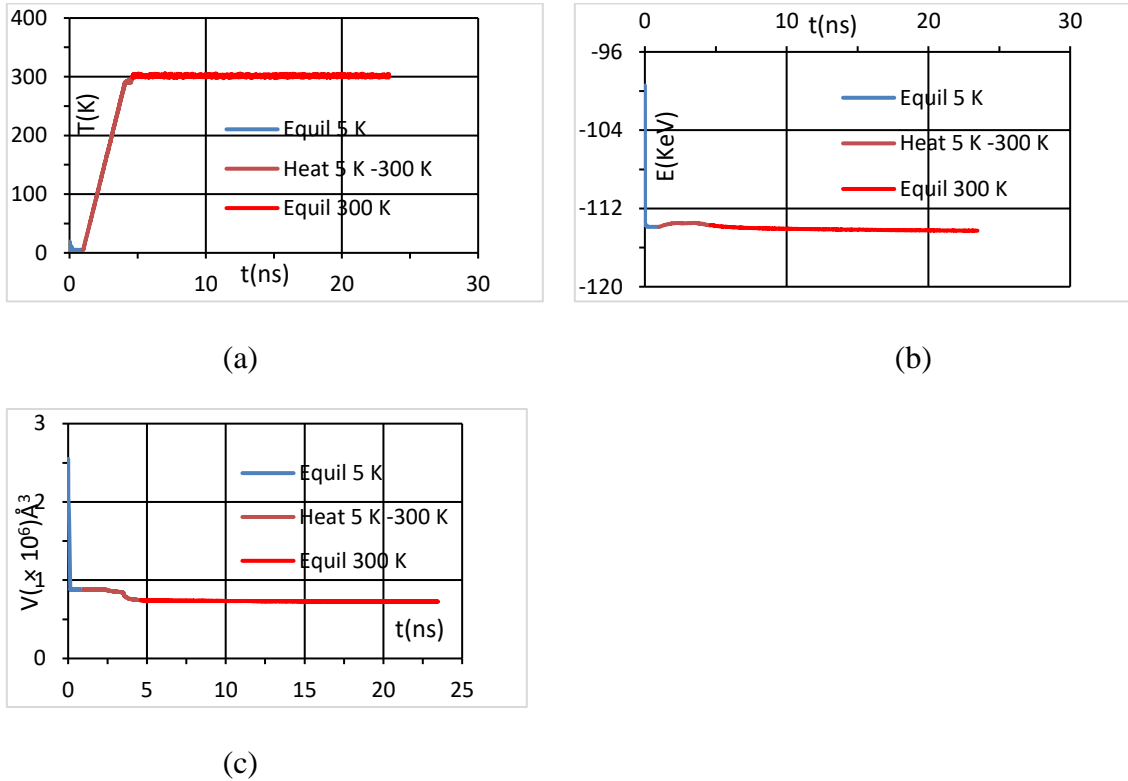 400
300
200
100
0
T(K)
Equil 5 K
Heat 5 K -300 K
Equil 300 K
0 10 20 30
t(ns)
(a)
t(ns)
0 10 20 30
-96
-104
-112
-120
E(KeV)
Equil 5 K
Heat 5 K -300 K
Equil 300 K
(b)
3
2
1
0
V( × 10⁶)Å³
Equil 5 K
Heat 5 K -300 K
Equil 300 K
t(ns)
0 5 10 15 20 25
(c)